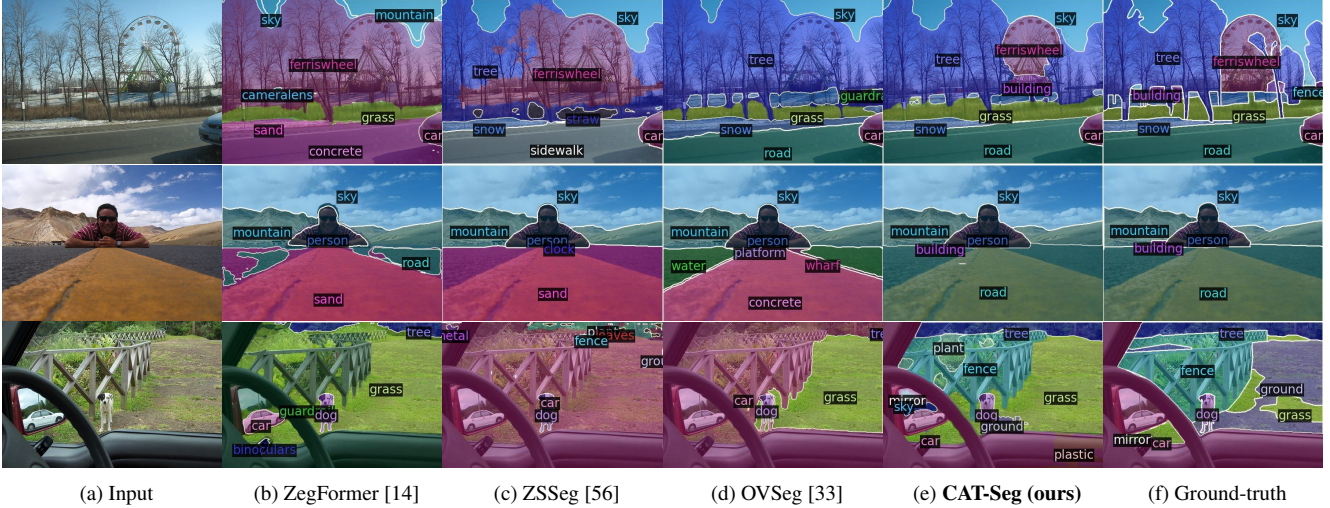 sky
mountain
ferriswheel
cameralens
grass
sand
car
concrete
sky
tree
ferriswheel
straw
snow
car
sidewalk
sky
tree
guardra
grass
snow
car
road
sky
ferriswheel
tree
building
grass
snow
car
road
sky
tree
ferriswheel
building
fence
grass
snow
car
road
sky
mountain
person
road
sand
sky
mountain
person
clock
sand
sky
mountain
person
platform
water
wharf
concrete
sky
mountain
person
building
road
sky
mountain
person
building
road
tree
grass
dog
car
binoculars
etal
fence
grou
car
dog
tre
car
grass
dog
tree
plant
fence
mirror
sky
grass
dog
ground
car
plastic
tree
fence
ground
dog
grass
mirror
car
(a) Input
(b) ZegFormer [14]
(c) ZSSeg [56]
(d) OVSeg [33]
(e) CAT-Seg (ours)
(f) Ground-truth